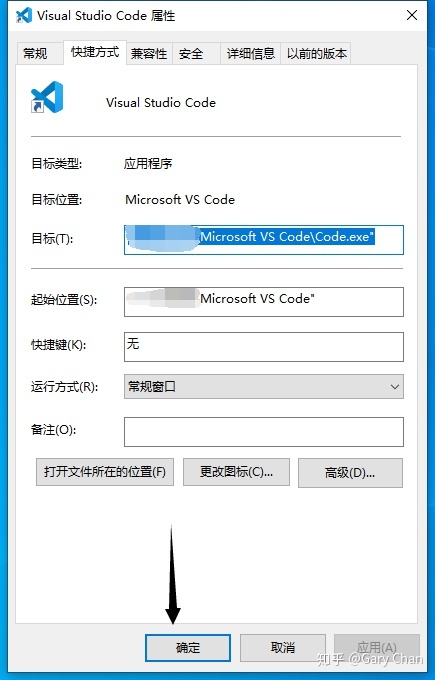 Visual Studio Code 属性
常规 快捷方式 兼容性 安全 详细信息 以前的版本
Visual Studio Code
目标类型: 应用程序
目标位置: Microsoft VS Code
目标(T): Microsoft VS Code\Code.exe"
起始位置(S): Microsoft VS Code"
快捷键(K): 无
运行方式(R): 常规窗口
备注(O):
打开文件所在的位置(F) 更改图标(C)... 高级(D)...
确定 取消 应用(A)
知乎 @Gary Chan